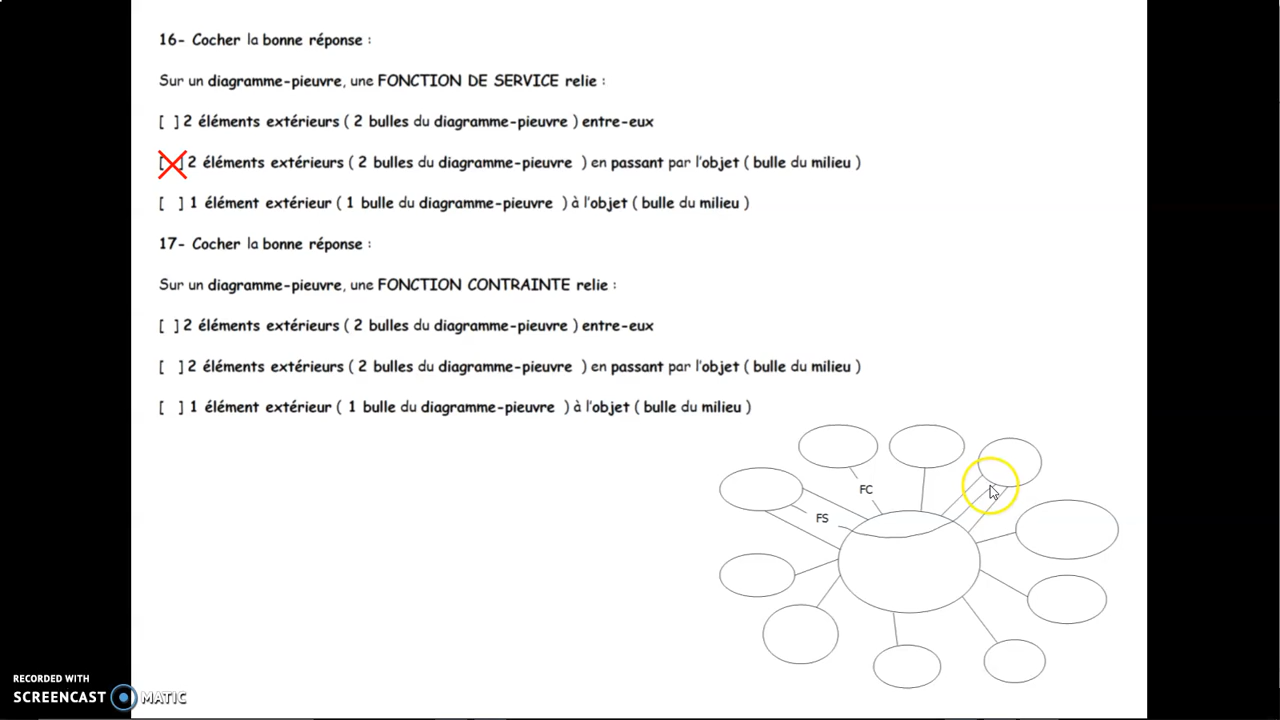 16- Cocher la bonne réponse :
Sur un diagramme-pieuvre, une FONCTION DE SERVICE relie :
[ ] 2 éléments extérieurs ( 2 bulles du diagramme-pieuvre ) entre-eux
[ ] 2 éléments extérieurs ( 2 bulles du diagramme-pieuvre ) en passant par l'objet ( bulle du milieu )
[ ] 1 élément extérieur ( 1 bulle du diagramme-pieuvre ) à l'objet ( bulle du milieu )
17- Cocher la bonne réponse :
Sur un diagramme-pieuvre, une FONCTION CONTRAINTE relie :
[ ] 2 éléments extérieurs ( 2 bulles du diagramme-pieuvre ) entre-eux
[ ] 2 éléments extérieurs ( 2 bulles du diagramme-pieuvre ) en passant par l'objet ( bulle du milieu )
[ ] 1 élément extérieur ( 1 bulle du diagramme-pieuvre ) à l'objet ( bulle du milieu )
FC
FS
RECORDED WITH
SCREENCAST MATIC